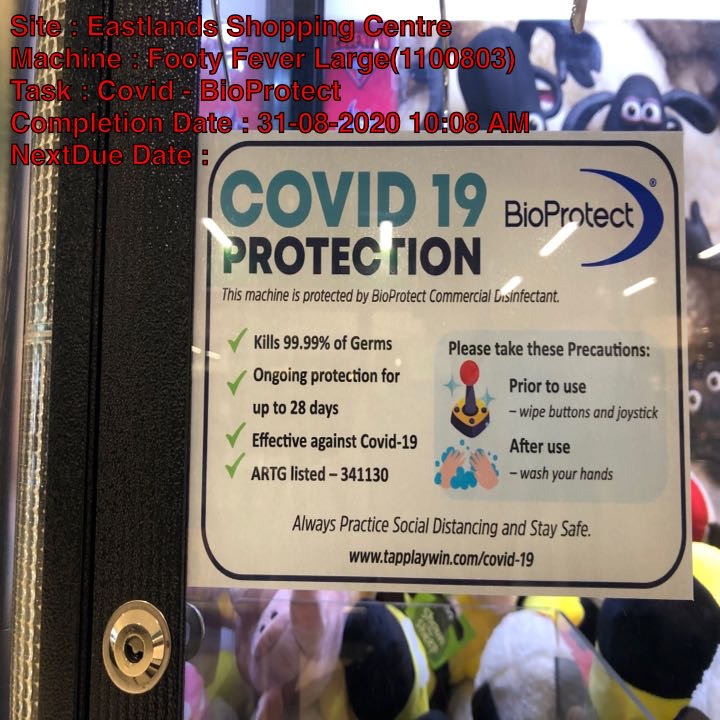 Site : Eastlands Shopping Centre
Machine : Footy Fever Large(1100803)
Task : Covid - BioProtect
Completion Date : 31-08-2020 10:08 AM
NextDue Date :
COVID 19
PROTECTION
BioProtect®
This machine is protected by BioProtect Commercial Disinfectant.
Kills 99.99% of Germs
Ongoing protection for
up to 28 days
Effective against Covid-19
ARTG listed – 341130
Please take these Precautions:
Prior to use
– wipe buttons and joystick
After use
– wash your hands
Always Practice Social Distancing and Stay Safe.
www.tapplaywin.com/covid-19